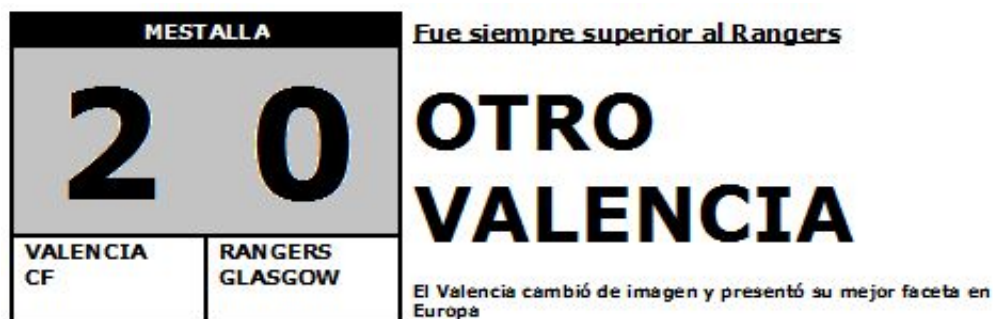 MESTALLA
2 0
VALENCIA
CF
RANGERS
GLASGOW
Fue siempre superior al Rangers
OTRO
VALENCIA
El Valencia cambió de imagen y presentó su mejor faceta en
Europa